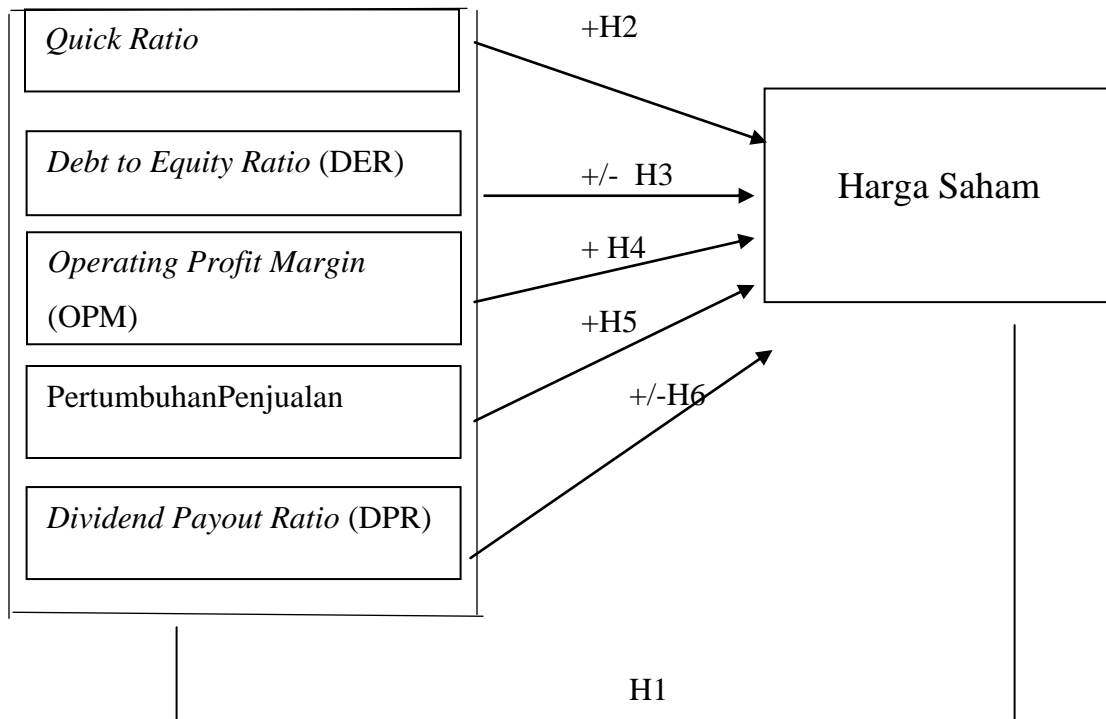 Quick Ratio
+H2
Debt to Equity Ratio (DER)
+/- H3
Harga Saham
Operating Profit Margin
(OPM)
+ H4
+H5
PertumbuhanPenjualan
+/-H6
Dividend Payout Ratio (DPR)
H1